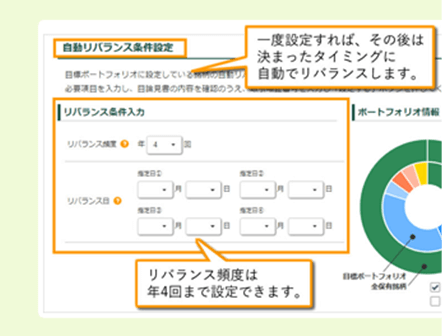 自動リバランス条件設定
一度設定すれば、その後は
決まったタイミングに
自動でリバランスします。
目標ポートフォリオに設定している銘柄の自動リバ
必要項目を入力し、目論見書の内容を確認のうえ、
リバランス条件入力
ポートフォリオ情報
リバランス頻度 年 4 回
指定日① 指定日②
リバランス日 月 日 月 日
指定日③ 指定日④
月 日 月 日
目標ポートフォリオ
全保有銘柄
リバランス頻度は
年4回まで設定できます。